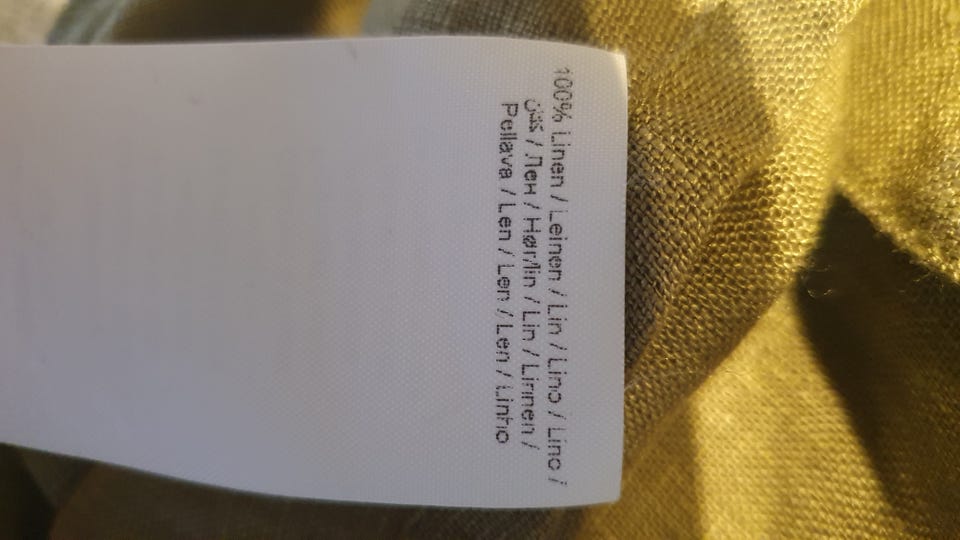 100% Linen / Leinen / Lin / Lino / Lino /
كتان / Лен / Hør/lin / Lin / Linnen /
Pellava / Len / Len / Len / Linho